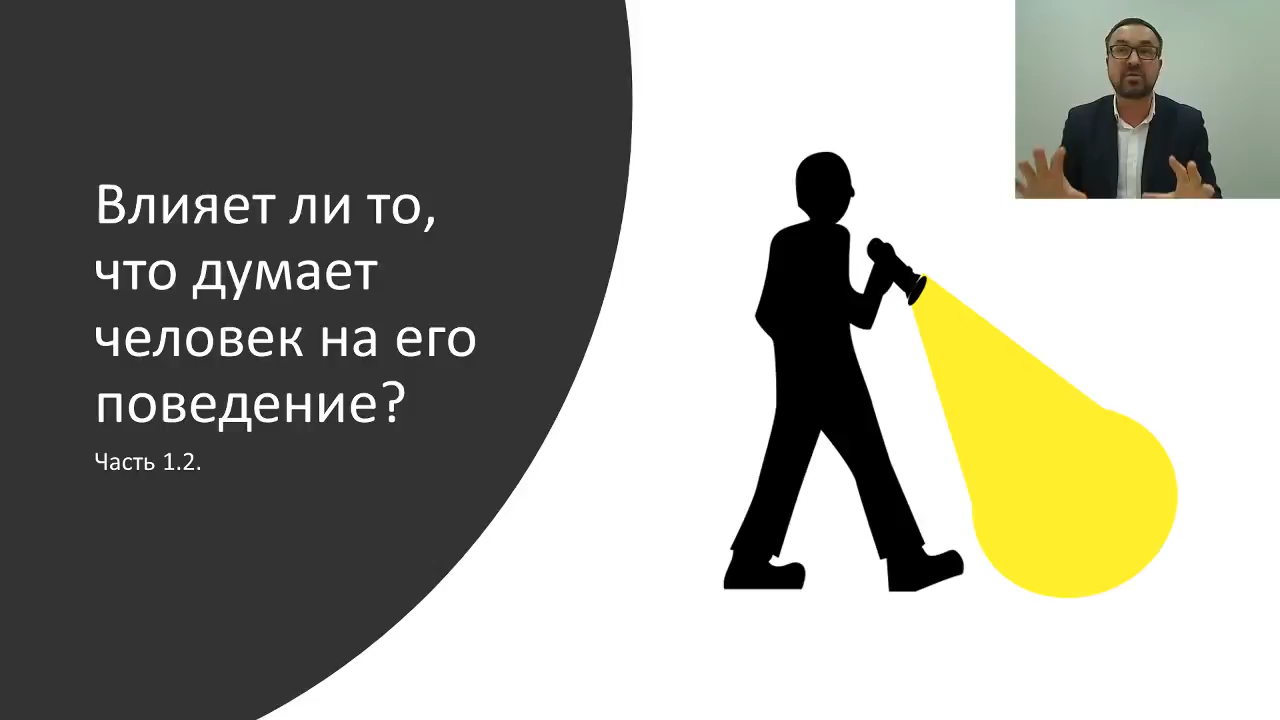 Влияет ли то,
что думает
человек на его
поведение?
Часть 1.2.